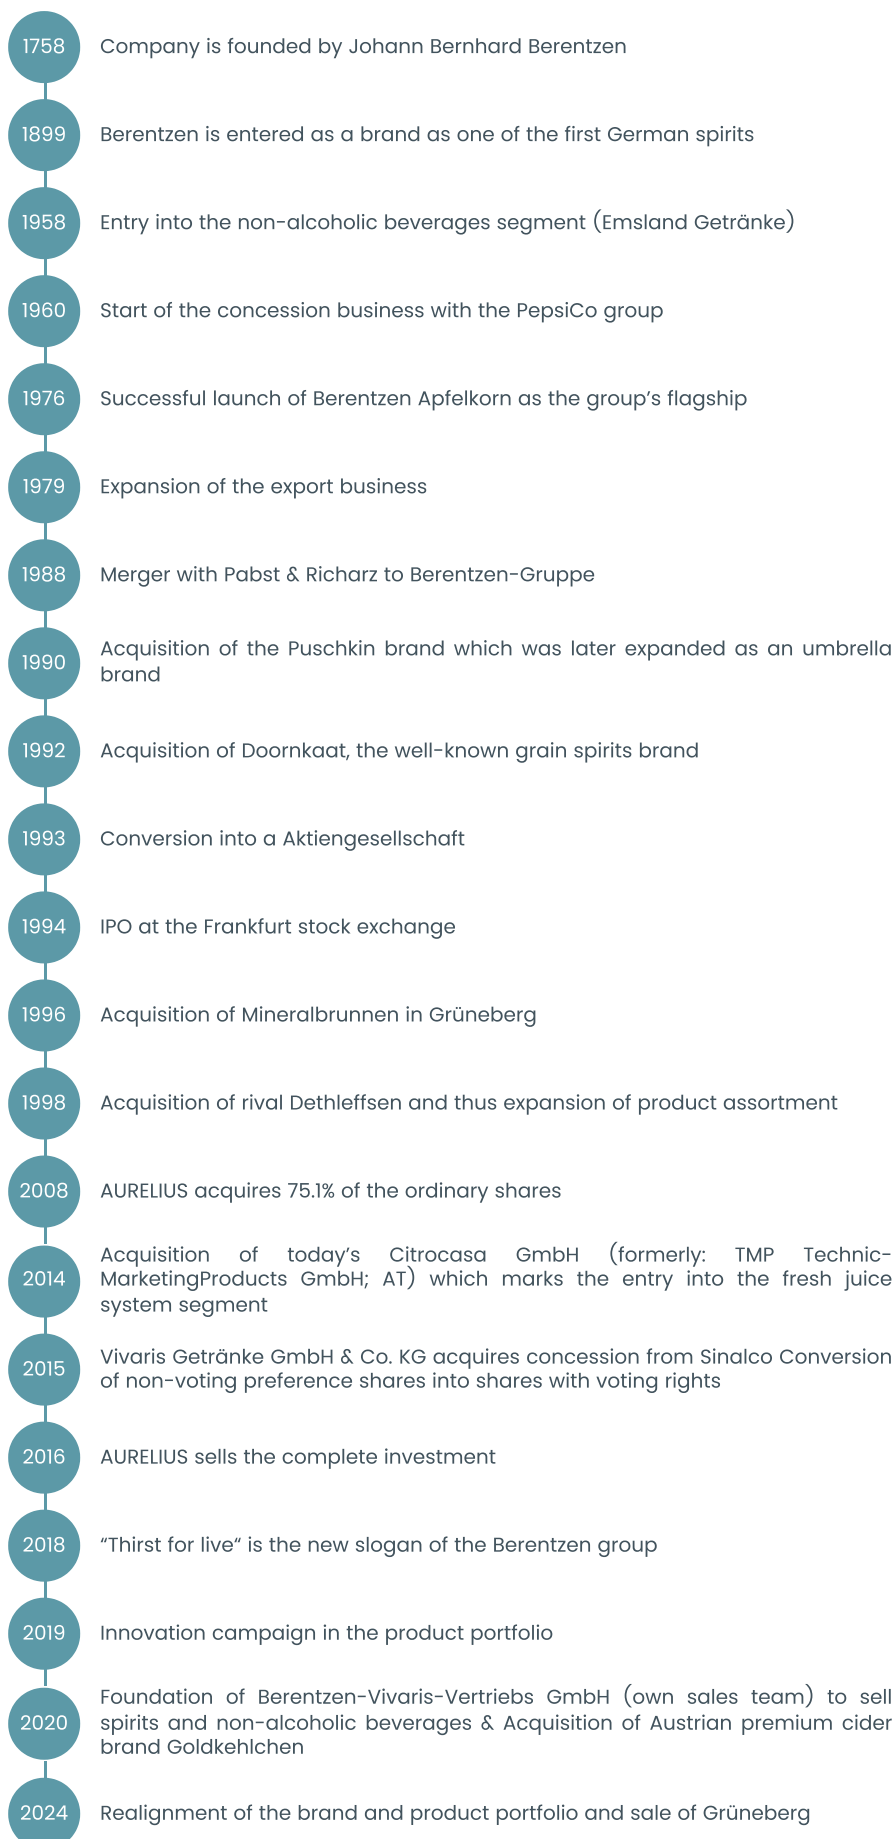 1758
Company is founded by Johann Bernhard Berentzen
1899
Berentzen is entered as a brand as one of the first German spirits
1958
Entry into the non-alcoholic beverages segment (Emsland Getränke)
1960
Start of the concession business with the PepsiCo group
1976
Successful launch of Berentzen Apfelkorn as the group’s flagship
1979
Expansion of the export business
1988
Merger with Pabst & Richarz to Berentzen-Gruppe
1990
Acquisition of the Puschkin brand which was later expanded as an umbrella
brand
1992
Acquisition of Doornkaat, the well-known grain spirits brand
1993
Conversion into a Aktiengesellschaft
1994
IPO at the Frankfurt stock exchange
1996
Acquisition of Mineralbrunnen in Grüneberg
1998
Acquisition of rival Dethleffsen and thus expansion of product assortment
2008
AURELIUS acquires 75.1% of the ordinary shares
2014
Acquisition of today’s Citrocasa GmbH (formerly: TMP Technic-
MarketingProducts GmbH; AT) which marks the entry into the fresh juice
system segment
2015
Vivaris Getränke GmbH & Co. KG acquires concession from Sinalco Conversion
of non-voting preference shares into shares with voting rights
2016
AURELIUS sells the complete investment
2018
“Thirst for live“ is the new slogan of the Berentzen group
2019
Innovation campaign in the product portfolio
2020
Foundation of Berentzen-Vivaris-Vertriebs GmbH (own sales team) to sell
spirits and non-alcoholic beverages & Acquisition of Austrian premium cider
brand Goldkehlchen
2024
Realignment of the brand and product portfolio and sale of Grüneberg